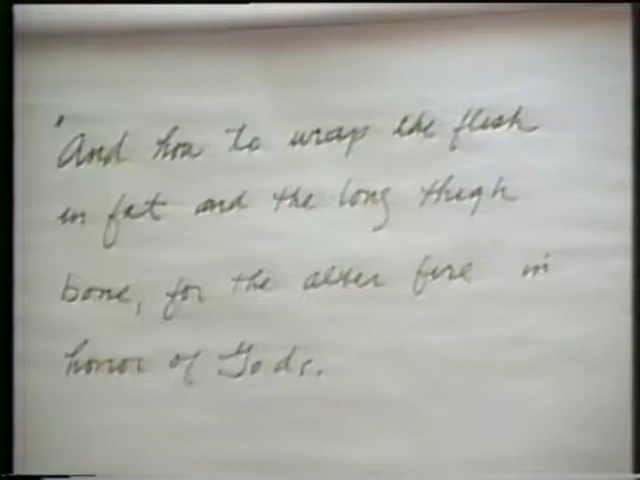 "And how to wrap the flesh
in fat and the long thigh
bone, for the alter fire in
honor of Gods.